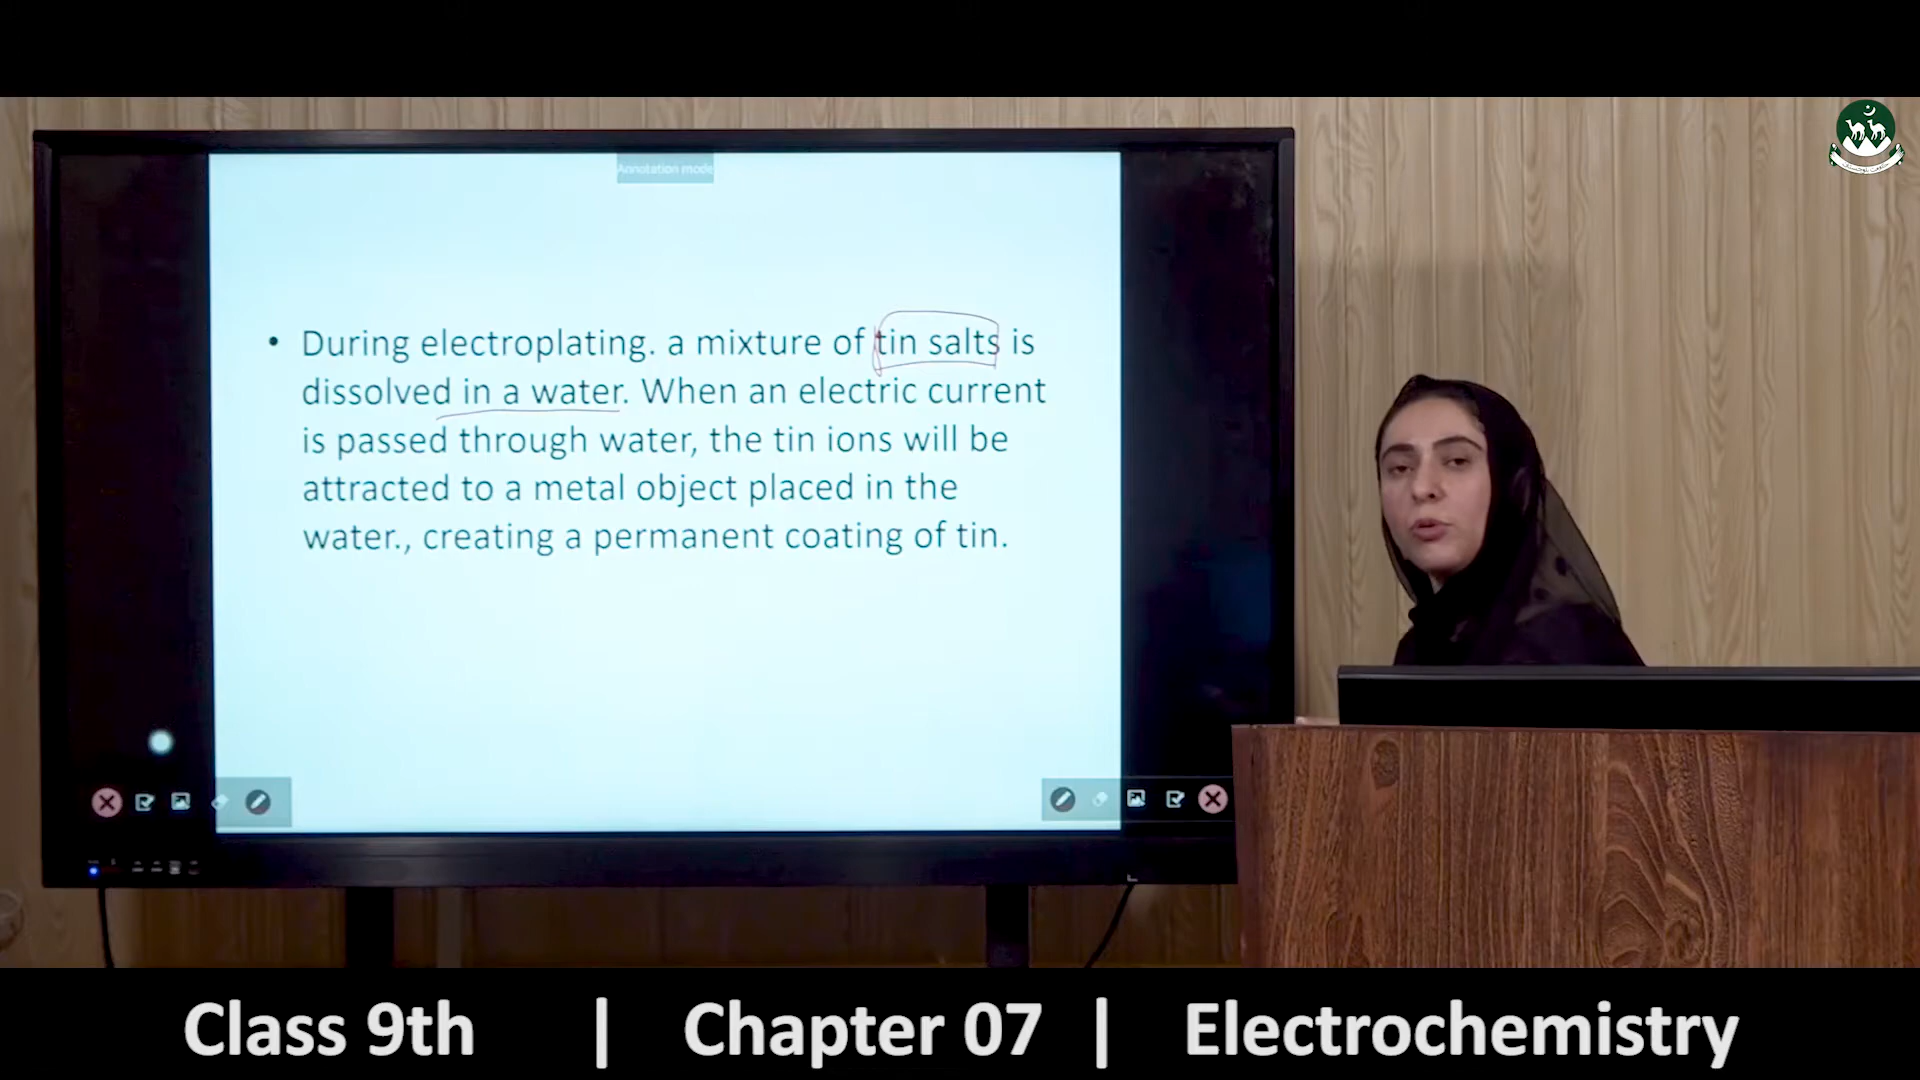 Annotation mode
• During electroplating. a mixture of tin salts is
dissolved in a water. When an electric current
is passed through water, the tin ions will be
attracted to a metal object placed in the
water., creating a permanent coating of tin.
Class 9th | Chapter 07 | Electrochemistry